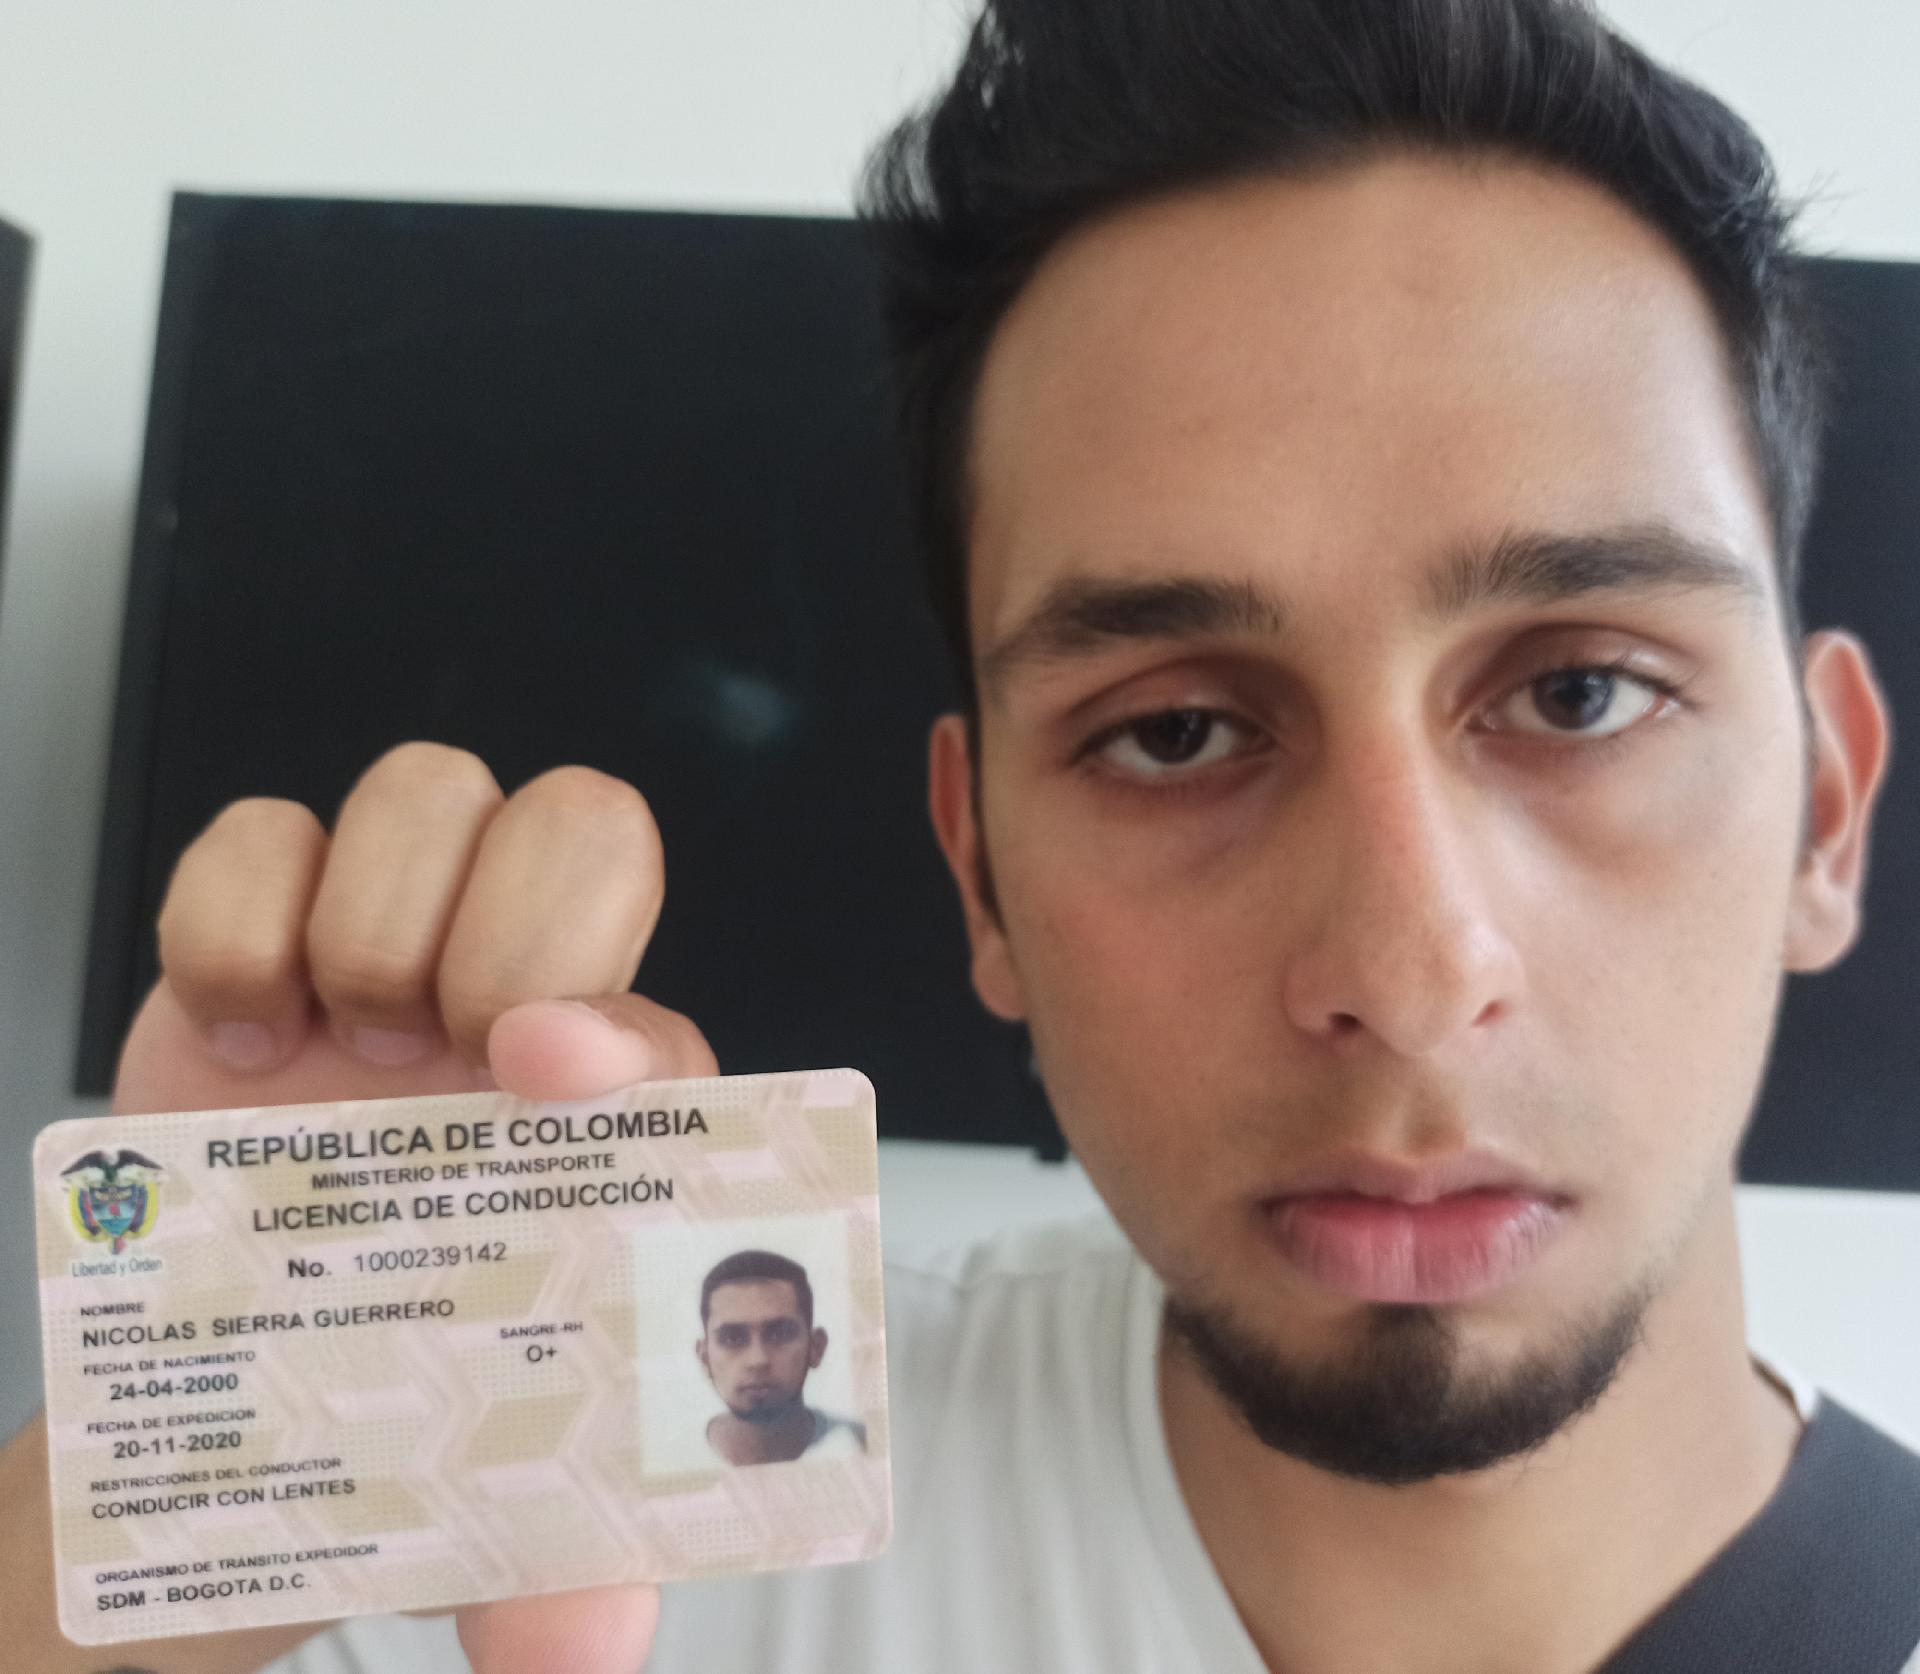 REPÚBLICA DE COLOMBIA
MINISTERIO DE TRANSPORTE
LICENCIA DE CONDUCCIÓN
Libertad y Orden
No. 1000239142
NOMBRE
NICOLAS SIERRA GUERRERO
SANGRE-RH
O+
FECHA DE NACIMIENTO
24-04-2000
FECHA DE EXPEDICION
20-11-2020
RESTRICCIONES DEL CONDUCTOR
CONDUCIR CON LENTES
ORGANISMO DE TRÁNSITO EXPEDIDOR
SDM - BOGOTA D.C.